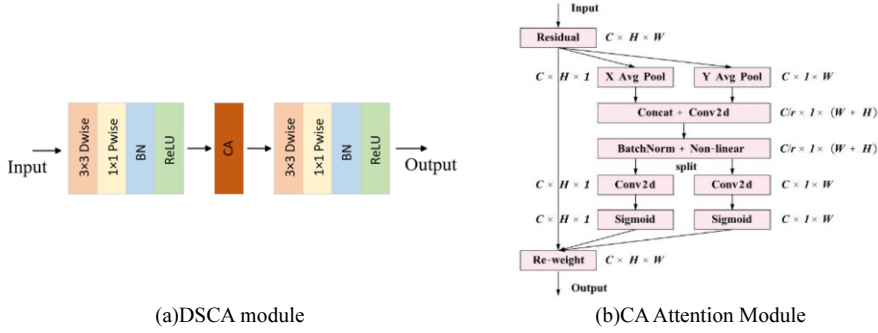 Input
3×3 Dwise
1×1 Pwise
BN
ReLU
CA
3×3 Dwise
1×1 Pwise
BN
ReLU
Output
(a)DSCA module
Input
Residual C × H × W
C × H × 1 X Avg Pool Y Avg Pool C × 1 × W
Concat + Conv2d C/r × 1 × (W + H)
BatchNorm + Non-linear C/r × 1 × (W + H)
split
C × H × 1 Conv2d Conv2d C × 1 × W
C × H × 1 Sigmoid Sigmoid C × 1 × W
Re-weight C × H × W
Output
(b)CA Attention Module